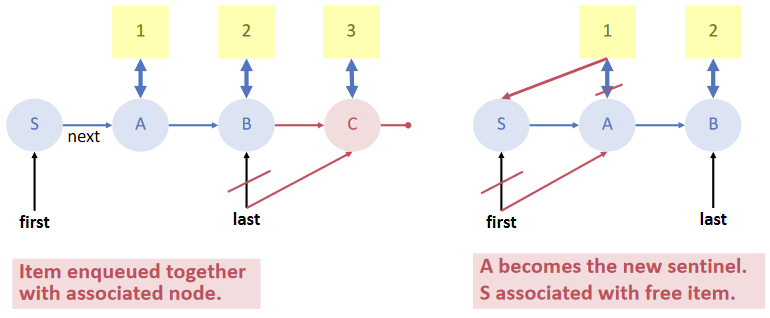 1 2 3
S A B C
next
first
last
Item enqueued together
with associated node.
1 2
S A B
first
last
A becomes the new sentinel.
S associated with free item.